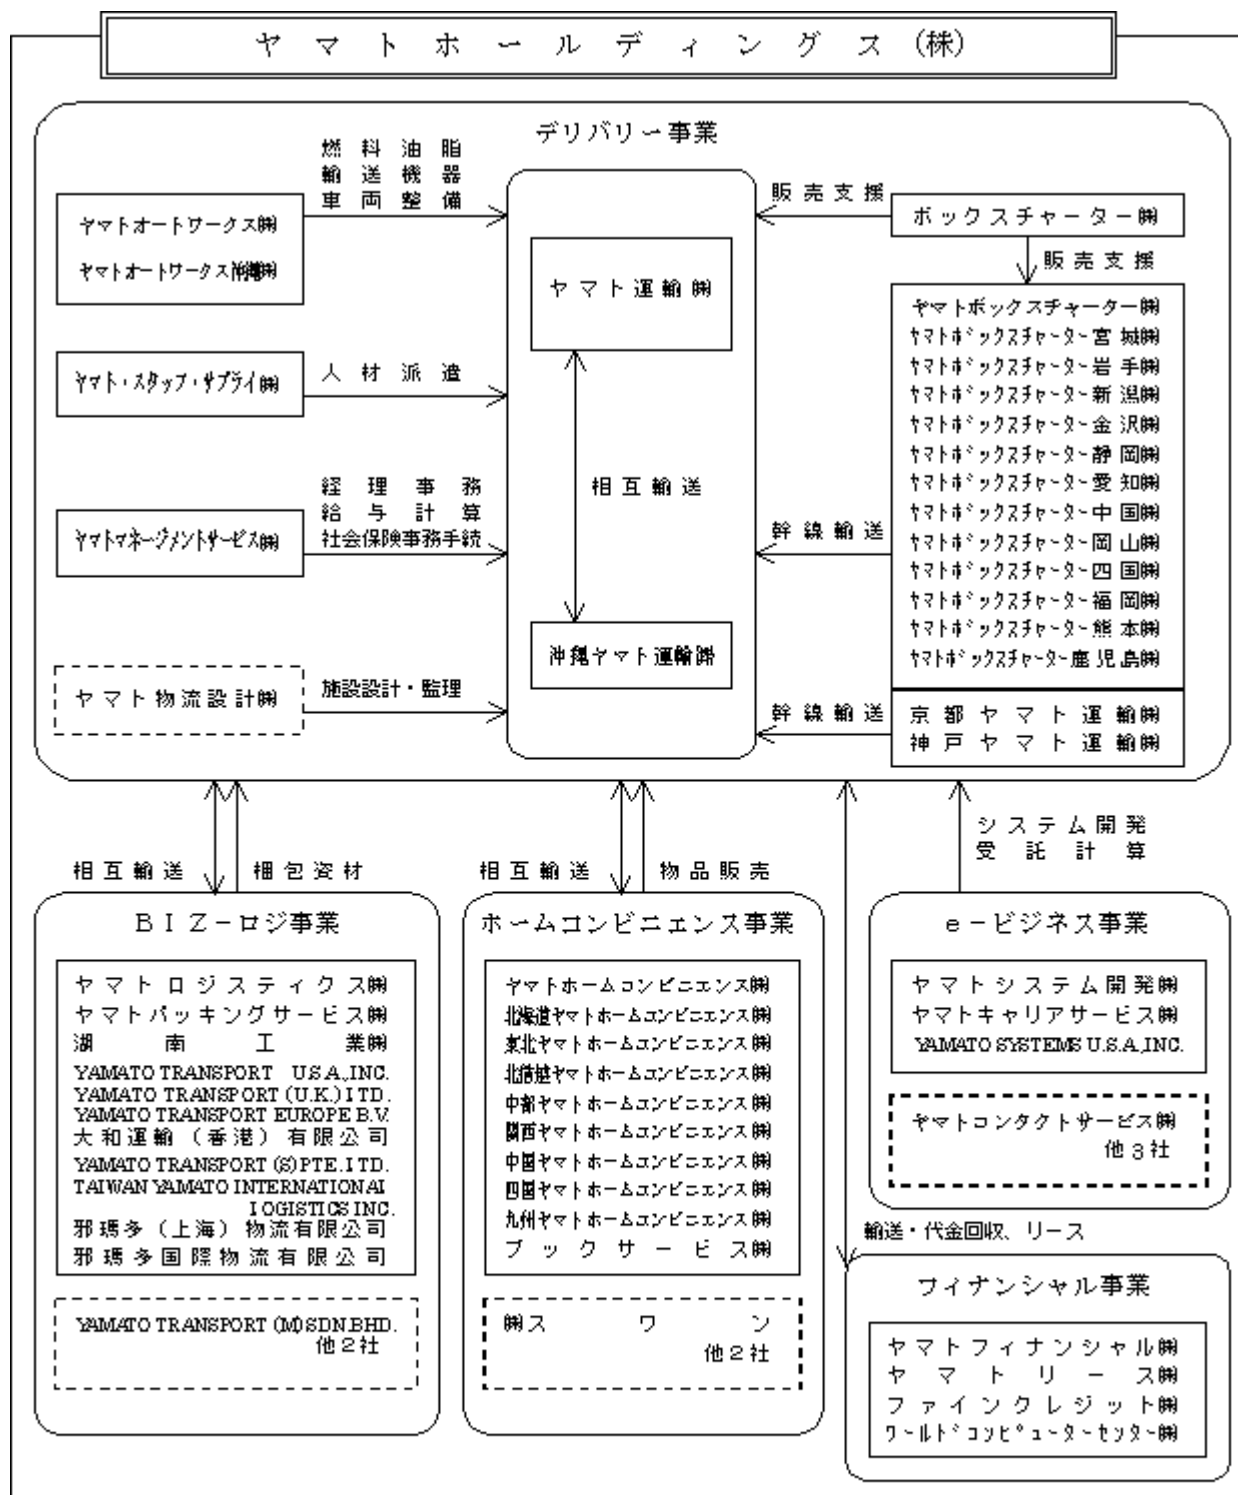 ヤマトホールディングス(株)
デリバリー事業
燃料油脂
輸送機器
車両整備
ヤマトオートワークス㈱
ヤマトオートワークス沖縄㈱
ヤマト・スタッフ・サプライ㈱
人材派遣
経理事務
給与計算
社会保険事務手続
ヤマトマネージメントサービス㈱
ヤマト物流設計㈱
施設設計・監理
ヤマト運輸㈱
相互輸送
沖縄ヤマト運輸㈱
販売支援
ボックスチャーター㈱
販売支援
ヤマトボックスチャーター㈱
ヤマトボックスチャーター宮城㈱
ヤマトボックスチャーター岩手㈱
ヤマトボックスチャーター新潟㈱
ヤマトボックスチャーター金沢㈱
ヤマトボックスチャーター静岡㈱
ヤマトボックスチャーター愛知㈱
ヤマトボックスチャーター中国㈱
ヤマトボックスチャーター岡山㈱
ヤマトボックスチャーター四国㈱
ヤマトボックスチャーター福岡㈱
ヤマトボックスチャーター熊本㈱
ヤマトボックスチャーター鹿児島㈱
幹線輸送
京都ヤマト運輸㈱
神戸ヤマト運輸㈱
幹線輸送
相互輸送
梱包資材
相互輸送
物品販売
システム開発
受託計算
BIZ-ロジ事業
ヤマトロジスティクス㈱
ヤマトパッキングサービス㈱
湖南工業㈱
YAMATO TRANSPORT U.S.A.,INC.
YAMATO TRANSPORT (U.K.) LTD.
YAMATO TRANSPORT EUROPE B.V.
大和運輸(香港)有限公司
YAMATO TRANSPORT (S) PTE.LTD.
TAIWAN YAMATO INTERNATIONAL
LOGISTICS INC.
邪瑪多(上海)物流有限公司
邪瑪多国際物流有限公司
YAMATO TRANSPORT (M) SDN.BHD.
他2社
ホームコンビニエンス事業
ヤマトホームコンビニエンス㈱
北海道ヤマトホームコンビニエンス㈱
東北ヤマトホームコンビニエンス㈱
北信越ヤマトホームコンビニエンス㈱
中部ヤマトホームコンビニエンス㈱
関西ヤマトホームコンビニエンス㈱
中国ヤマトホームコンビニエンス㈱
四国ヤマトホームコンビニエンス㈱
九州ヤマトホームコンビニエンス㈱
ブックサービス㈱
㈱スワン
他2社
e-ビジネス事業
ヤマトシステム開発㈱
ヤマトキャリアサービス㈱
YAMATO SYSTEMS U.S.A.,INC.
ヤマトコンタクトサービス㈱
他3社
輸送・代金回収、リース
フィナンシャル事業
ヤマトフィナンシャル㈱
ヤマトリース㈱
ファインクレジット㈱
ワールドコンピューターセンター㈱